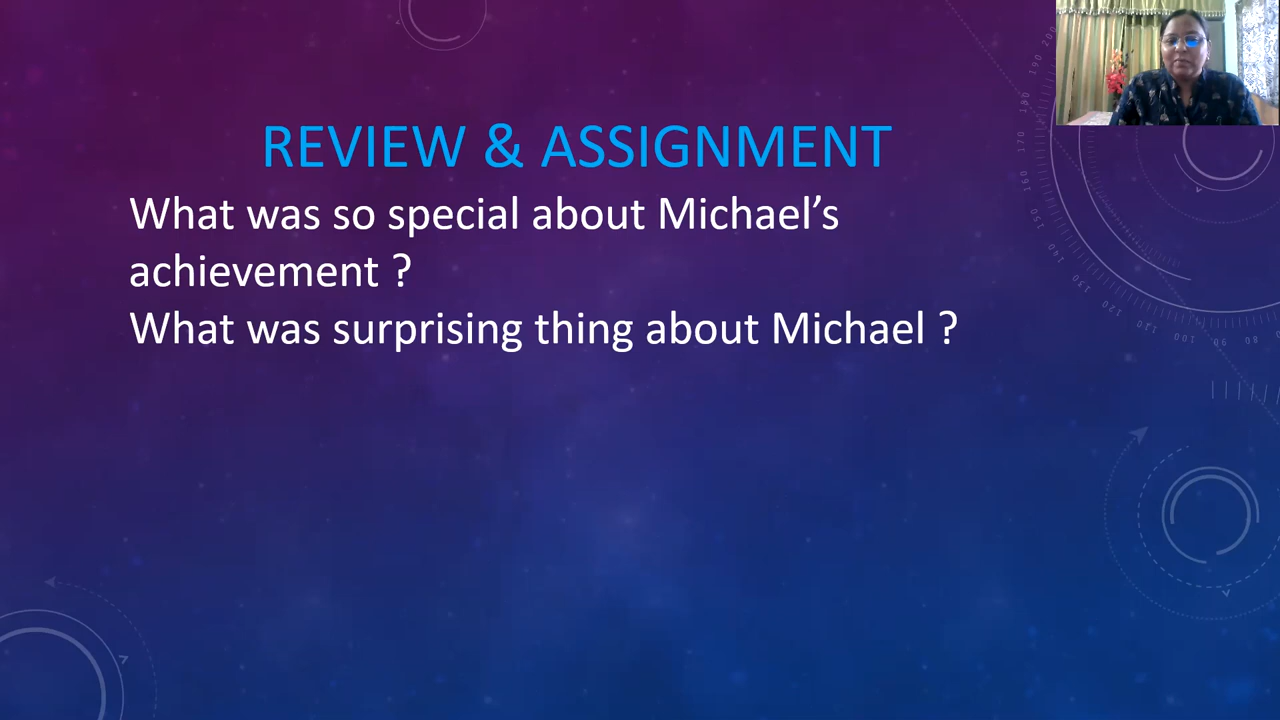 REVIEW & ASSIGNMENT
What was so special about Michael’s
achievement ?
What was surprising thing about Michael ?